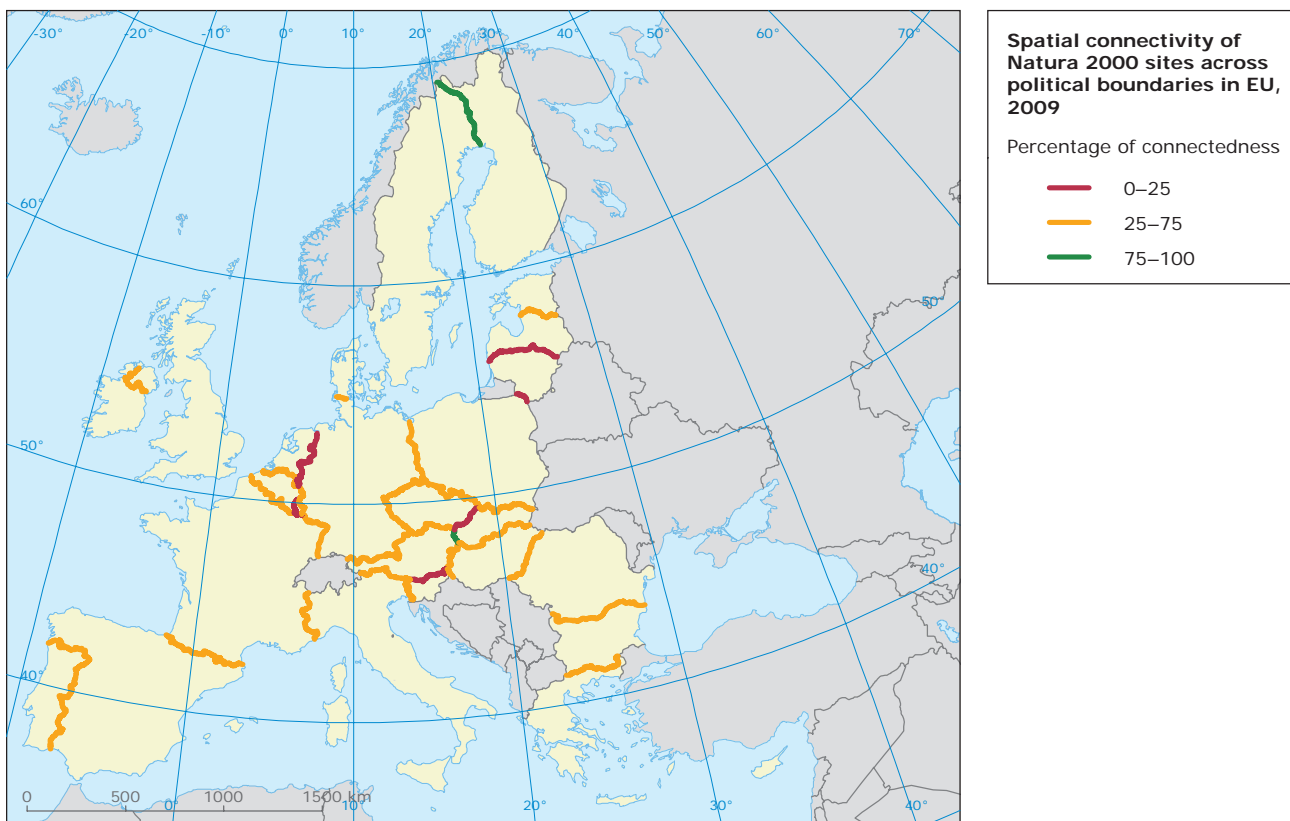 -30° -20° -10° 0° 10° 20° 30° 40° 50° 60° 70°
60°
50°
50°
40°
40°
0 500 1000 1500 km
0° 10° 20° 30° 40°
Spatial connectivity of
Natura 2000 sites across
political boundaries in EU,
2009
Percentage of connectedness
0–25
25–75
75–100